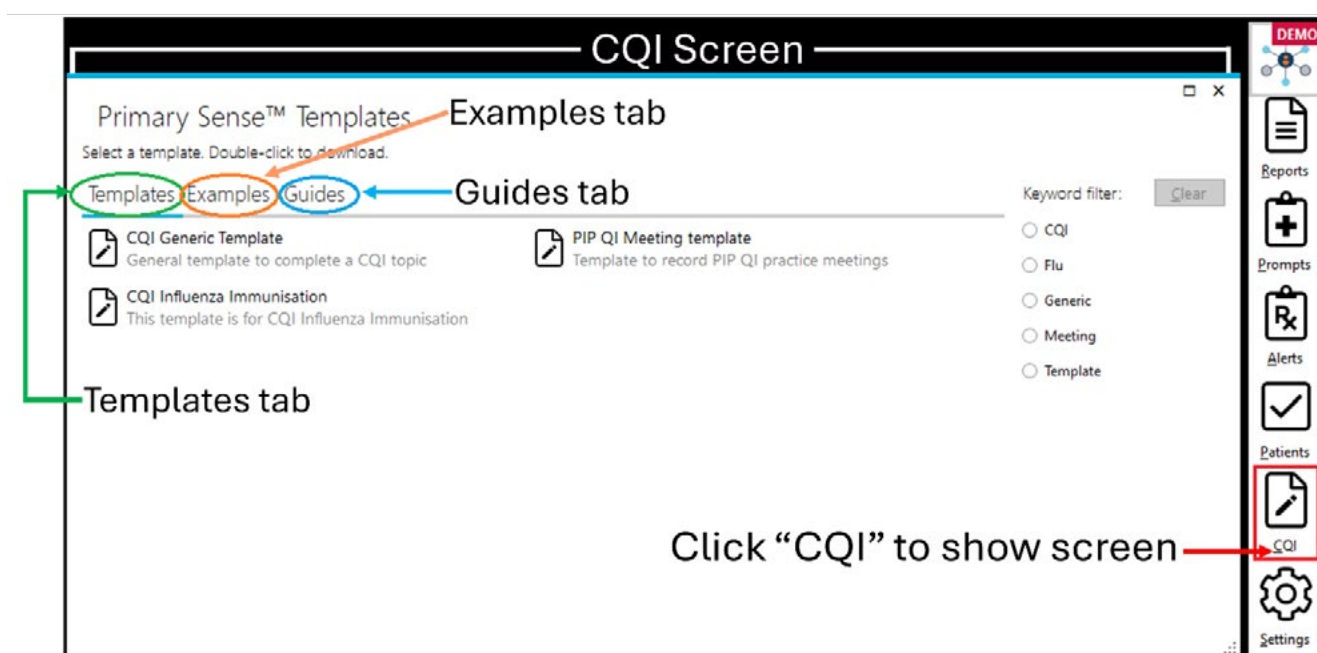 CQI Screen
DEMO
Primary Sense™ Templates
Examples tab
Select a template. Double-click to download.
Templates Examples Guides
Guides tab
Keyword filter:
Clear
CQI Generic Template
General template to complete a CQI topic
PIP QI Meeting template
Template to record PIP QI practice meetings
CQI Influenza Immunisation
This template is for CQI Influenza Immunisation
CQI
Flu
Generic
Meeting
Template
Templates tab
Click “CQI” to show screen
Reports
Prompts
Rx
Alerts
Patients
CQI
Settings